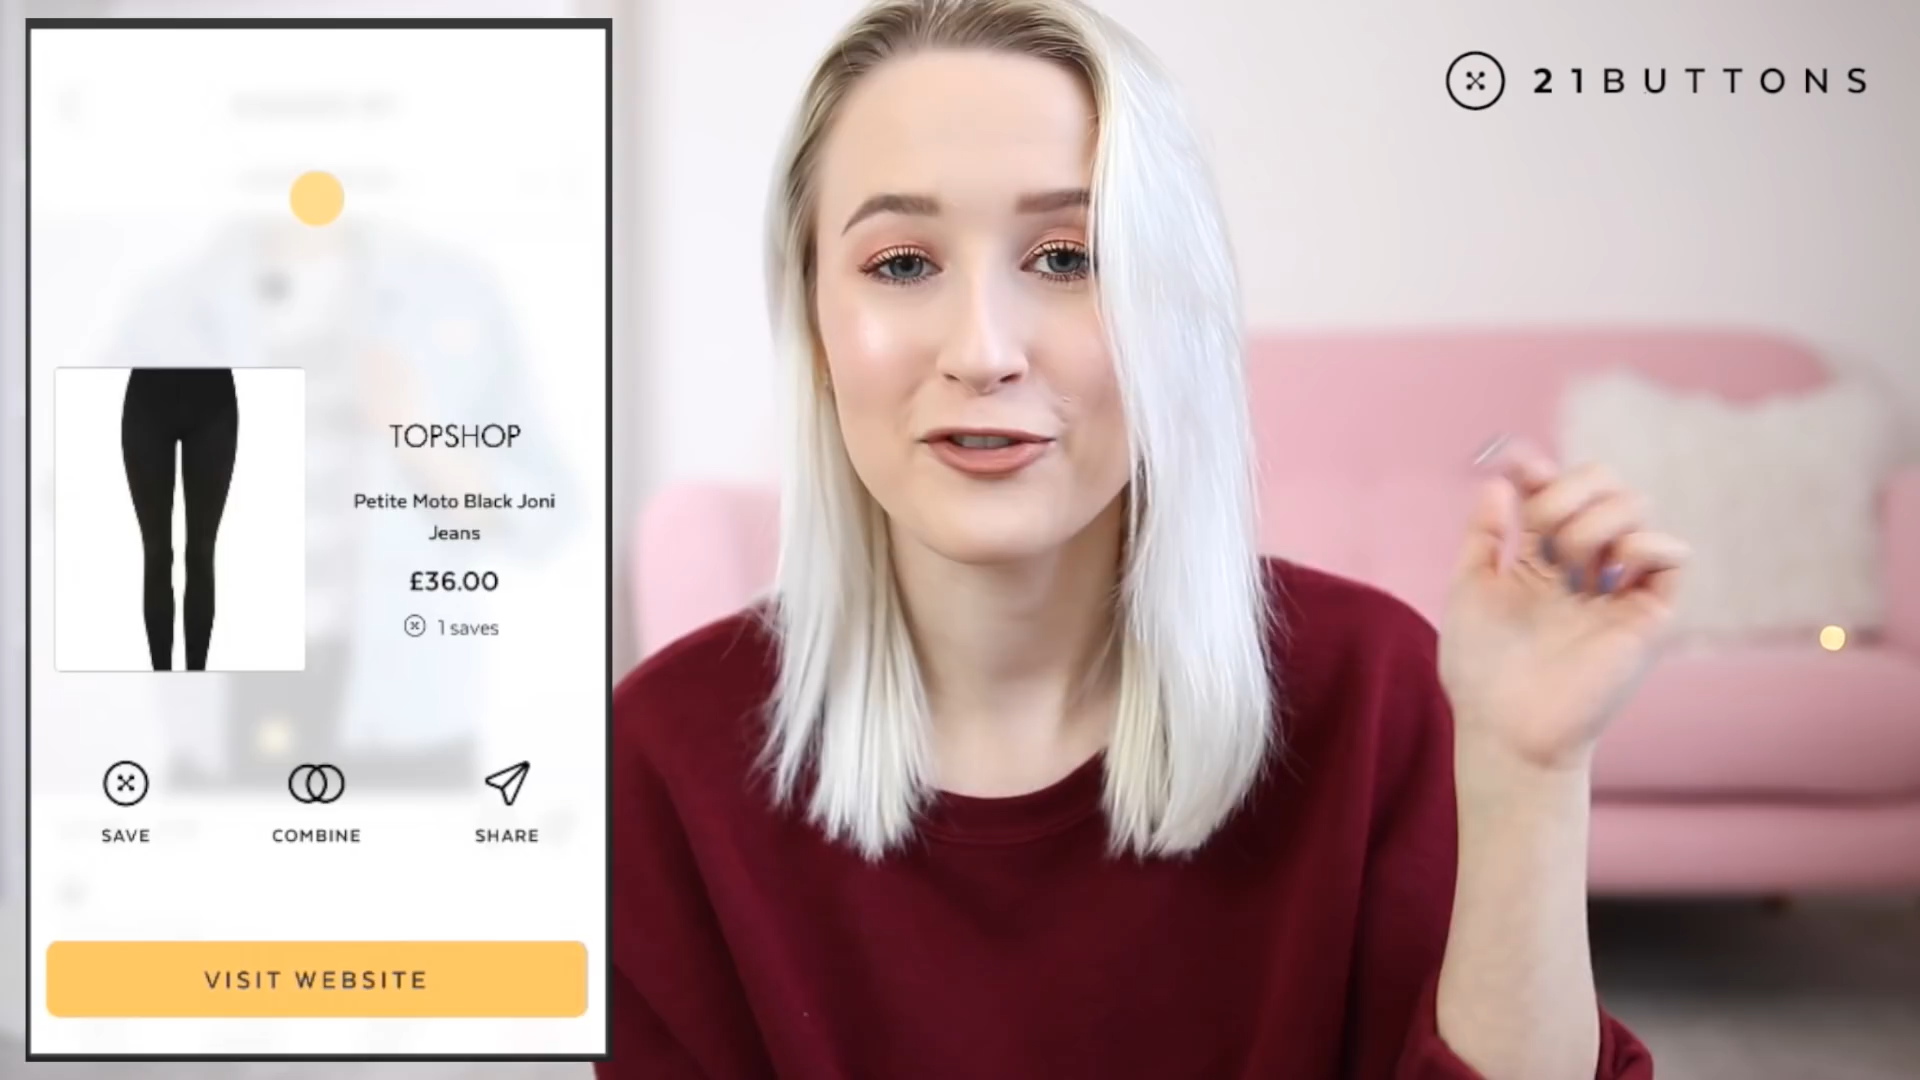 21BUTTONS
TOPSHOP
Petite Moto Black Joni
Jeans
£36.00
1 saves
SAVE
COMBINE
SHARE
VISIT WEBSITE